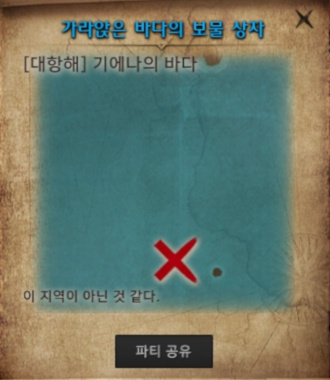 가라앉은 바다의 보물 상자
[대항해] 기에나의 바다
이 지역이 아닌 것 같다.
파티 공유